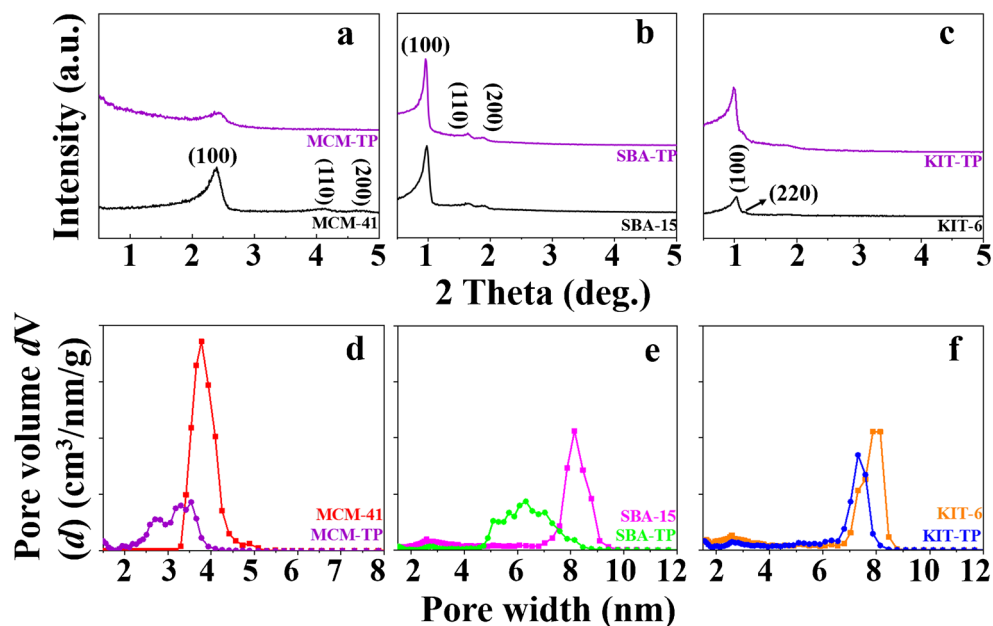 Intensity (a.u.)
a
MCM-TP
(100)
(110)
(200)
MCM-41
1 2 3 4 5
b
(100)
(110)
(200)
SBA-TP
SBA-15
1 2 3 4 5
c
KIT-TP
(100)
(220)
KIT-6
1 2 3 4 5
2 Theta (deg.)
Pore volume dV
(d) (cm³/nm/g)
d
MCM-41
MCM-TP
2 3 4 5 6 7 8
e
SBA-15
SBA-TP
2 4 6 8 10 12
f
KIT-6
KIT-TP
2 4 6 8 10 12
Pore width (nm)